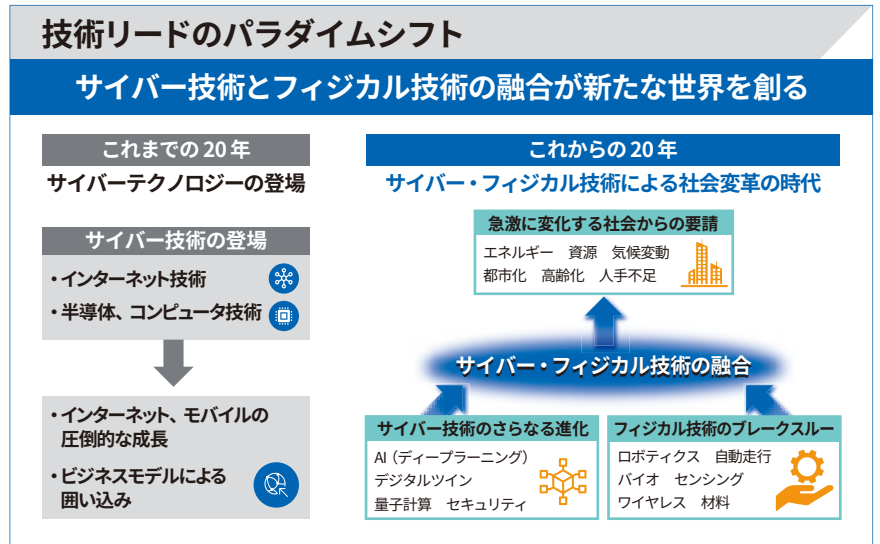 技術リードのパラダイムシフト
サイバー技術とフィジカル技術の融合が新たな世界を創る
これまでの20年
サイバーテクノロジーの登場
サイバー技術の登場
・インターネット技術
・半導体、コンピュータ技術
・インターネット、モバイルの
圧倒的な成長
・ビジネスモデルによる
囲い込み
これからの20年
サイバー・フィジカル技術による社会変革の時代
急激に変化する社会からの要請
エネルギー 資源 気候変動
都市化 高齢化 人手不足
サイバー・フィジカル技術の融合
サイバー技術のさらなる進化
AI（ディープラーニング）
デジタルツイン
量子計算 セキュリティ
フィジカル技術のブレークスルー
ロボティクス 自動走行
バイオ センシング
ワイヤレス 材料